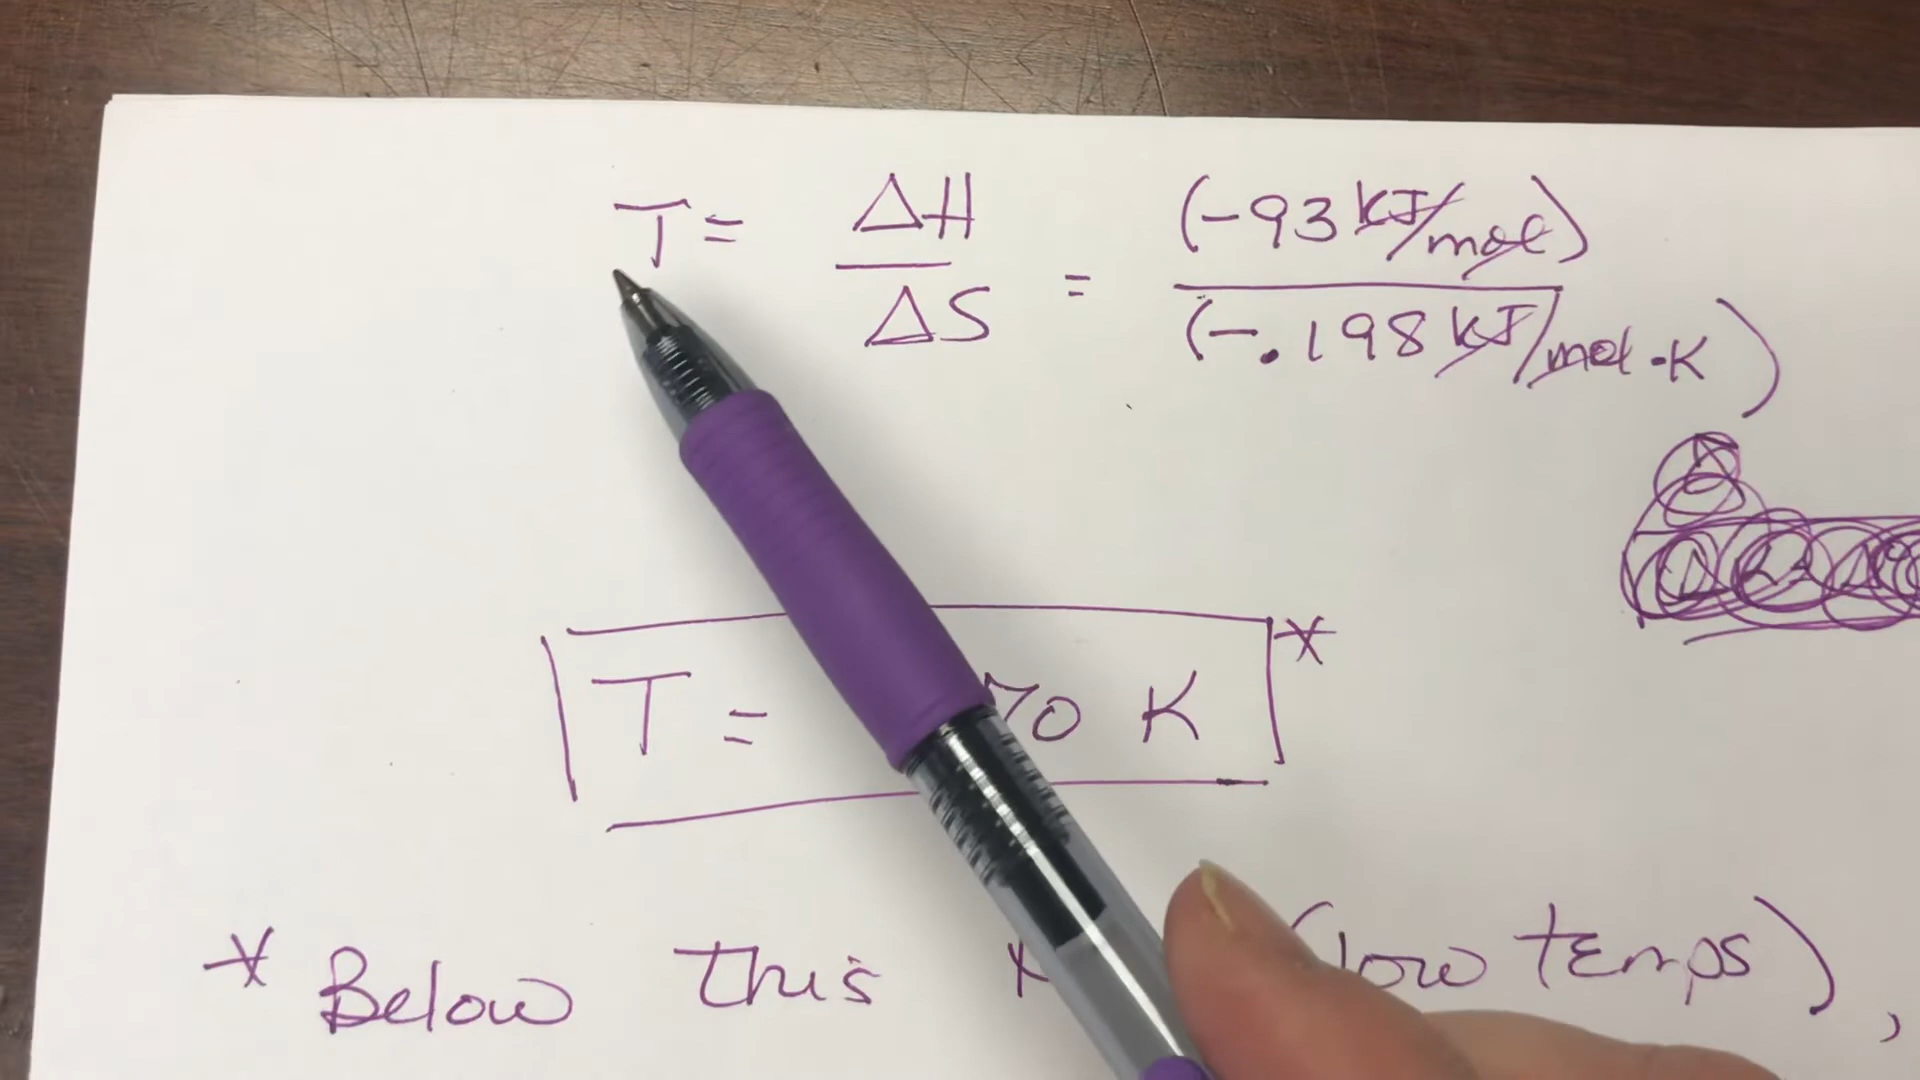 T = ΔH / ΔS = (-93 kJ/mol) / (-.198 kJ/mol·K)
T = 70 K *
* Below this (low temps),